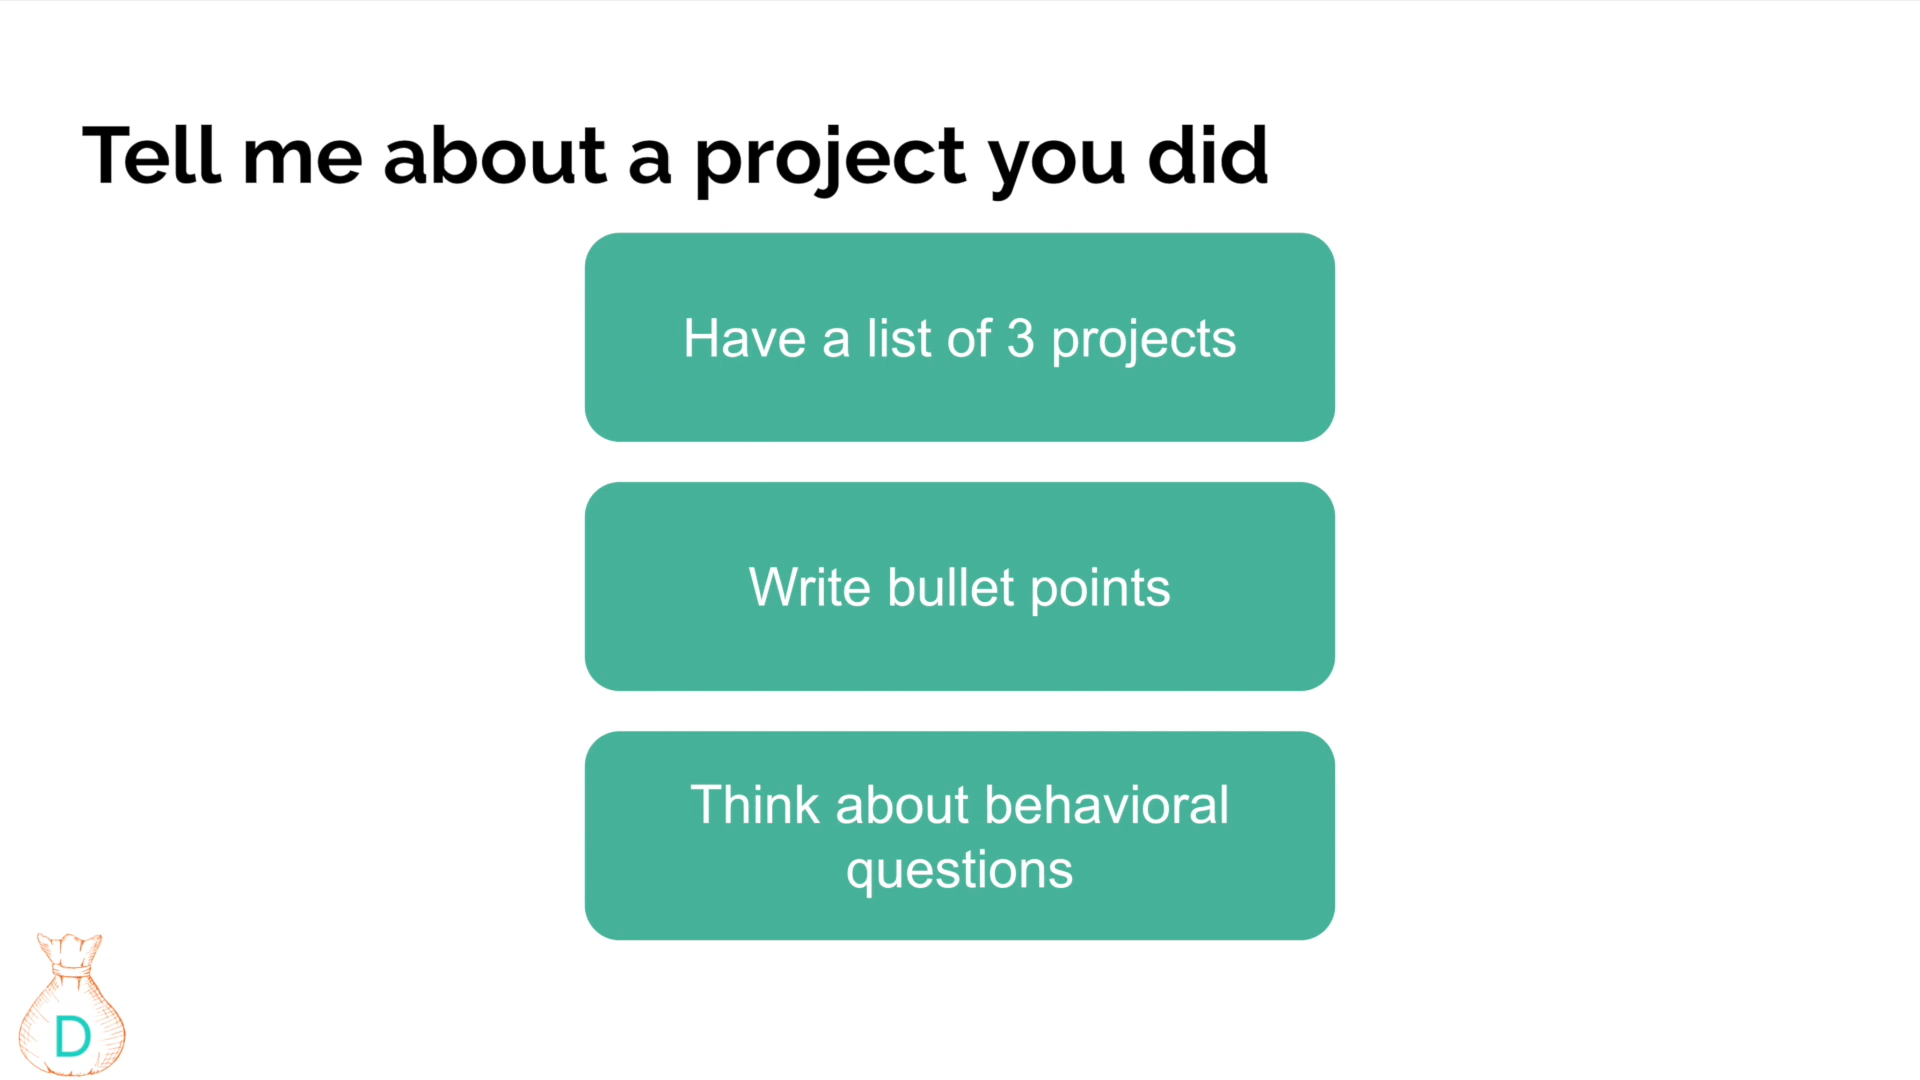 Tell me about a project you did
Have a list of 3 projects
Write bullet points
Think about behavioral
questions
D